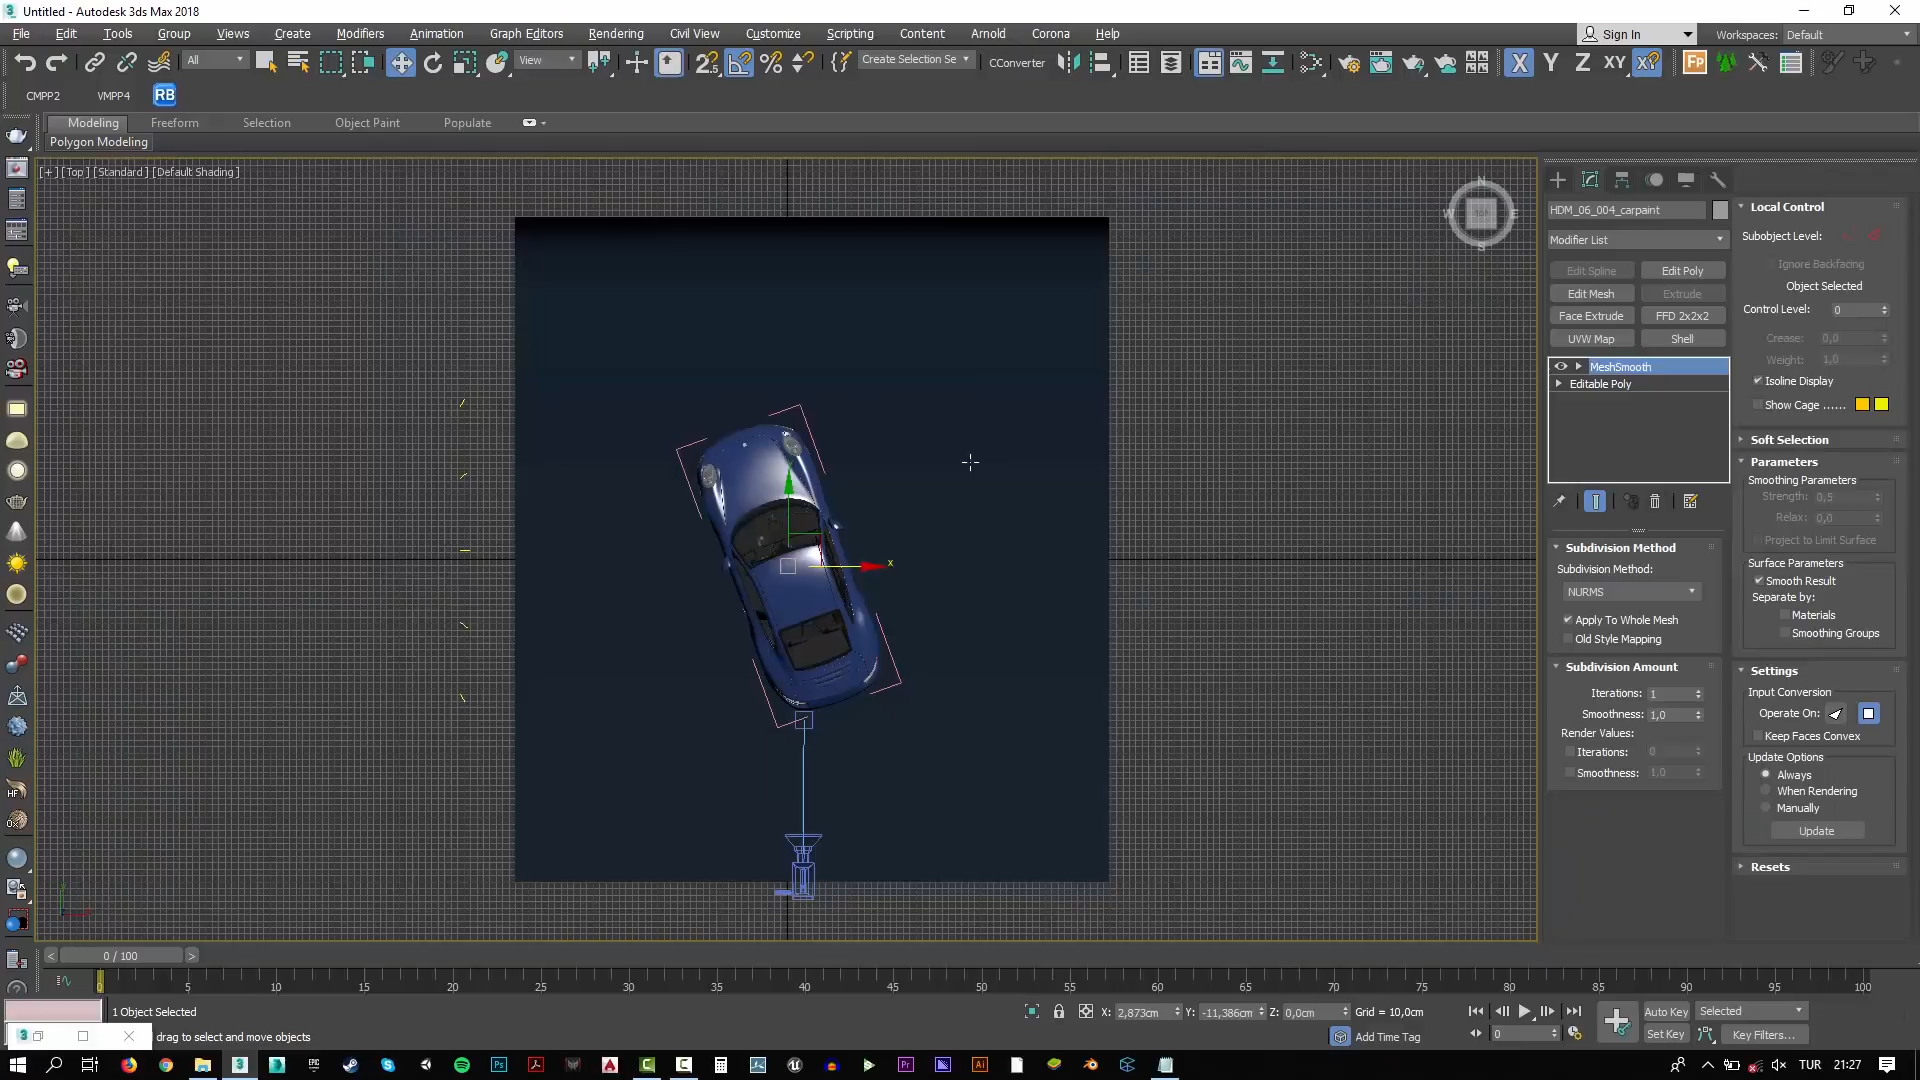 Untitled - Autodesk 3ds Max 2018
File Edit Tools Group Views Create Modifiers Animation Graph Editors Rendering Civil View Customize Scripting Content Arnold Corona Help
Sign In Workspaces: Default
All View Create Selection Se CConverter X Y Z XY Fp
CMPP2 VMPP4 RB
Modeling Freeform Selection Object Paint Populate
Polygon Modeling
[+] [Top] [Standard] [Default Shading]
N
W TOP E
S
x
HDM_06_004_carpaint
Modifier List
Edit Spline Edit Poly
Edit Mesh Extrude
Face Extrude FFD 2x2x2
UVW Map Shell
MeshSmooth
Editable Poly
Subdivision Method
Subdivision Method:
NURMS
Apply To Whole Mesh
Old Style Mapping
Subdivision Amount
Iterations: 1
Smoothness: 1,0
Render Values:
Iterations: 0
Smoothness: 1,0
Local Control
Subobject Level:
Ignore Backfacing
Object Selected
Control Level: 0
Crease: 0,0
Weight: 1,0
Isoline Display
Show Cage ......
Soft Selection
Parameters
Smoothing Parameters
Strength: 0,5
Relax: 0,0
Project to Limit Surface
Surface Parameters
Smooth Result
Separate by:
Materials
Smoothing Groups
Settings
Input Conversion
Operate On:
Keep Faces Convex
Update Options
Always
When Rendering
Manually
Update
Resets
< 0 / 100 >
0 5 10 15 20 25 30 35 40 45 50 55 60 65 70 75 80 85 90 95 100
1 Object Selected
drag to select and move objects
X: 2,873cm Y: -11,386cm Z: 0,0cm Grid = 10,0cm
Add Time Tag
0
Auto Key Selected
Set Key Key Filters...
TUR 21:27